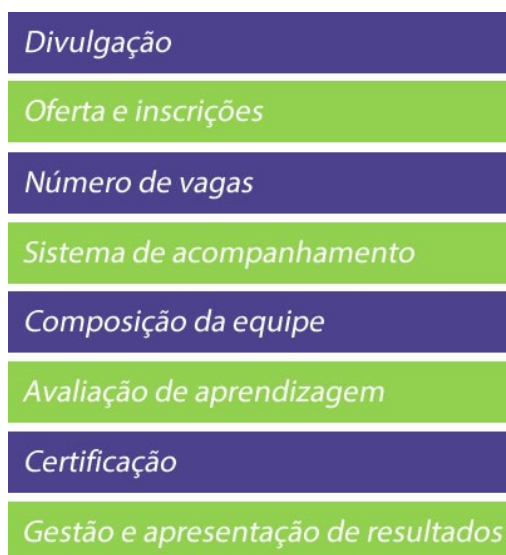 Divulgação
Oferta e inscrições
Número de vagas
Sistema de acompanhamento
Composição da equipe
Avaliação de aprendizagem
Certificação
Gestão e apresentação de resultados